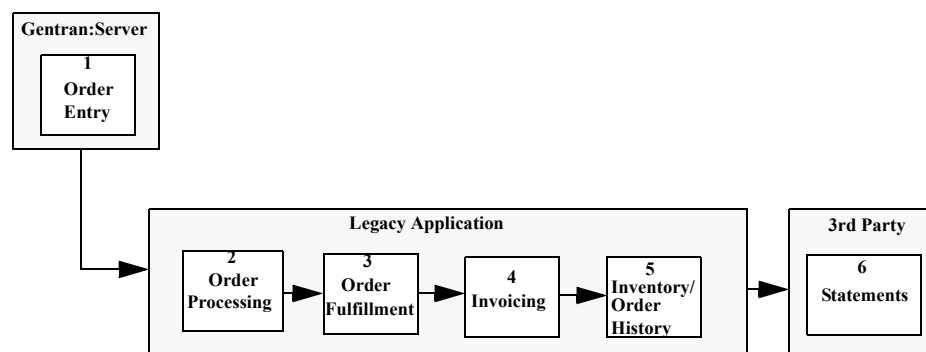 Gentran:Server
1
Order
Entry
Legacy Application
2
Order
Processing
3
Order
Fulfillment
4
Invoicing
5
Inventory/
Order
History
3rd Party
6
Statements